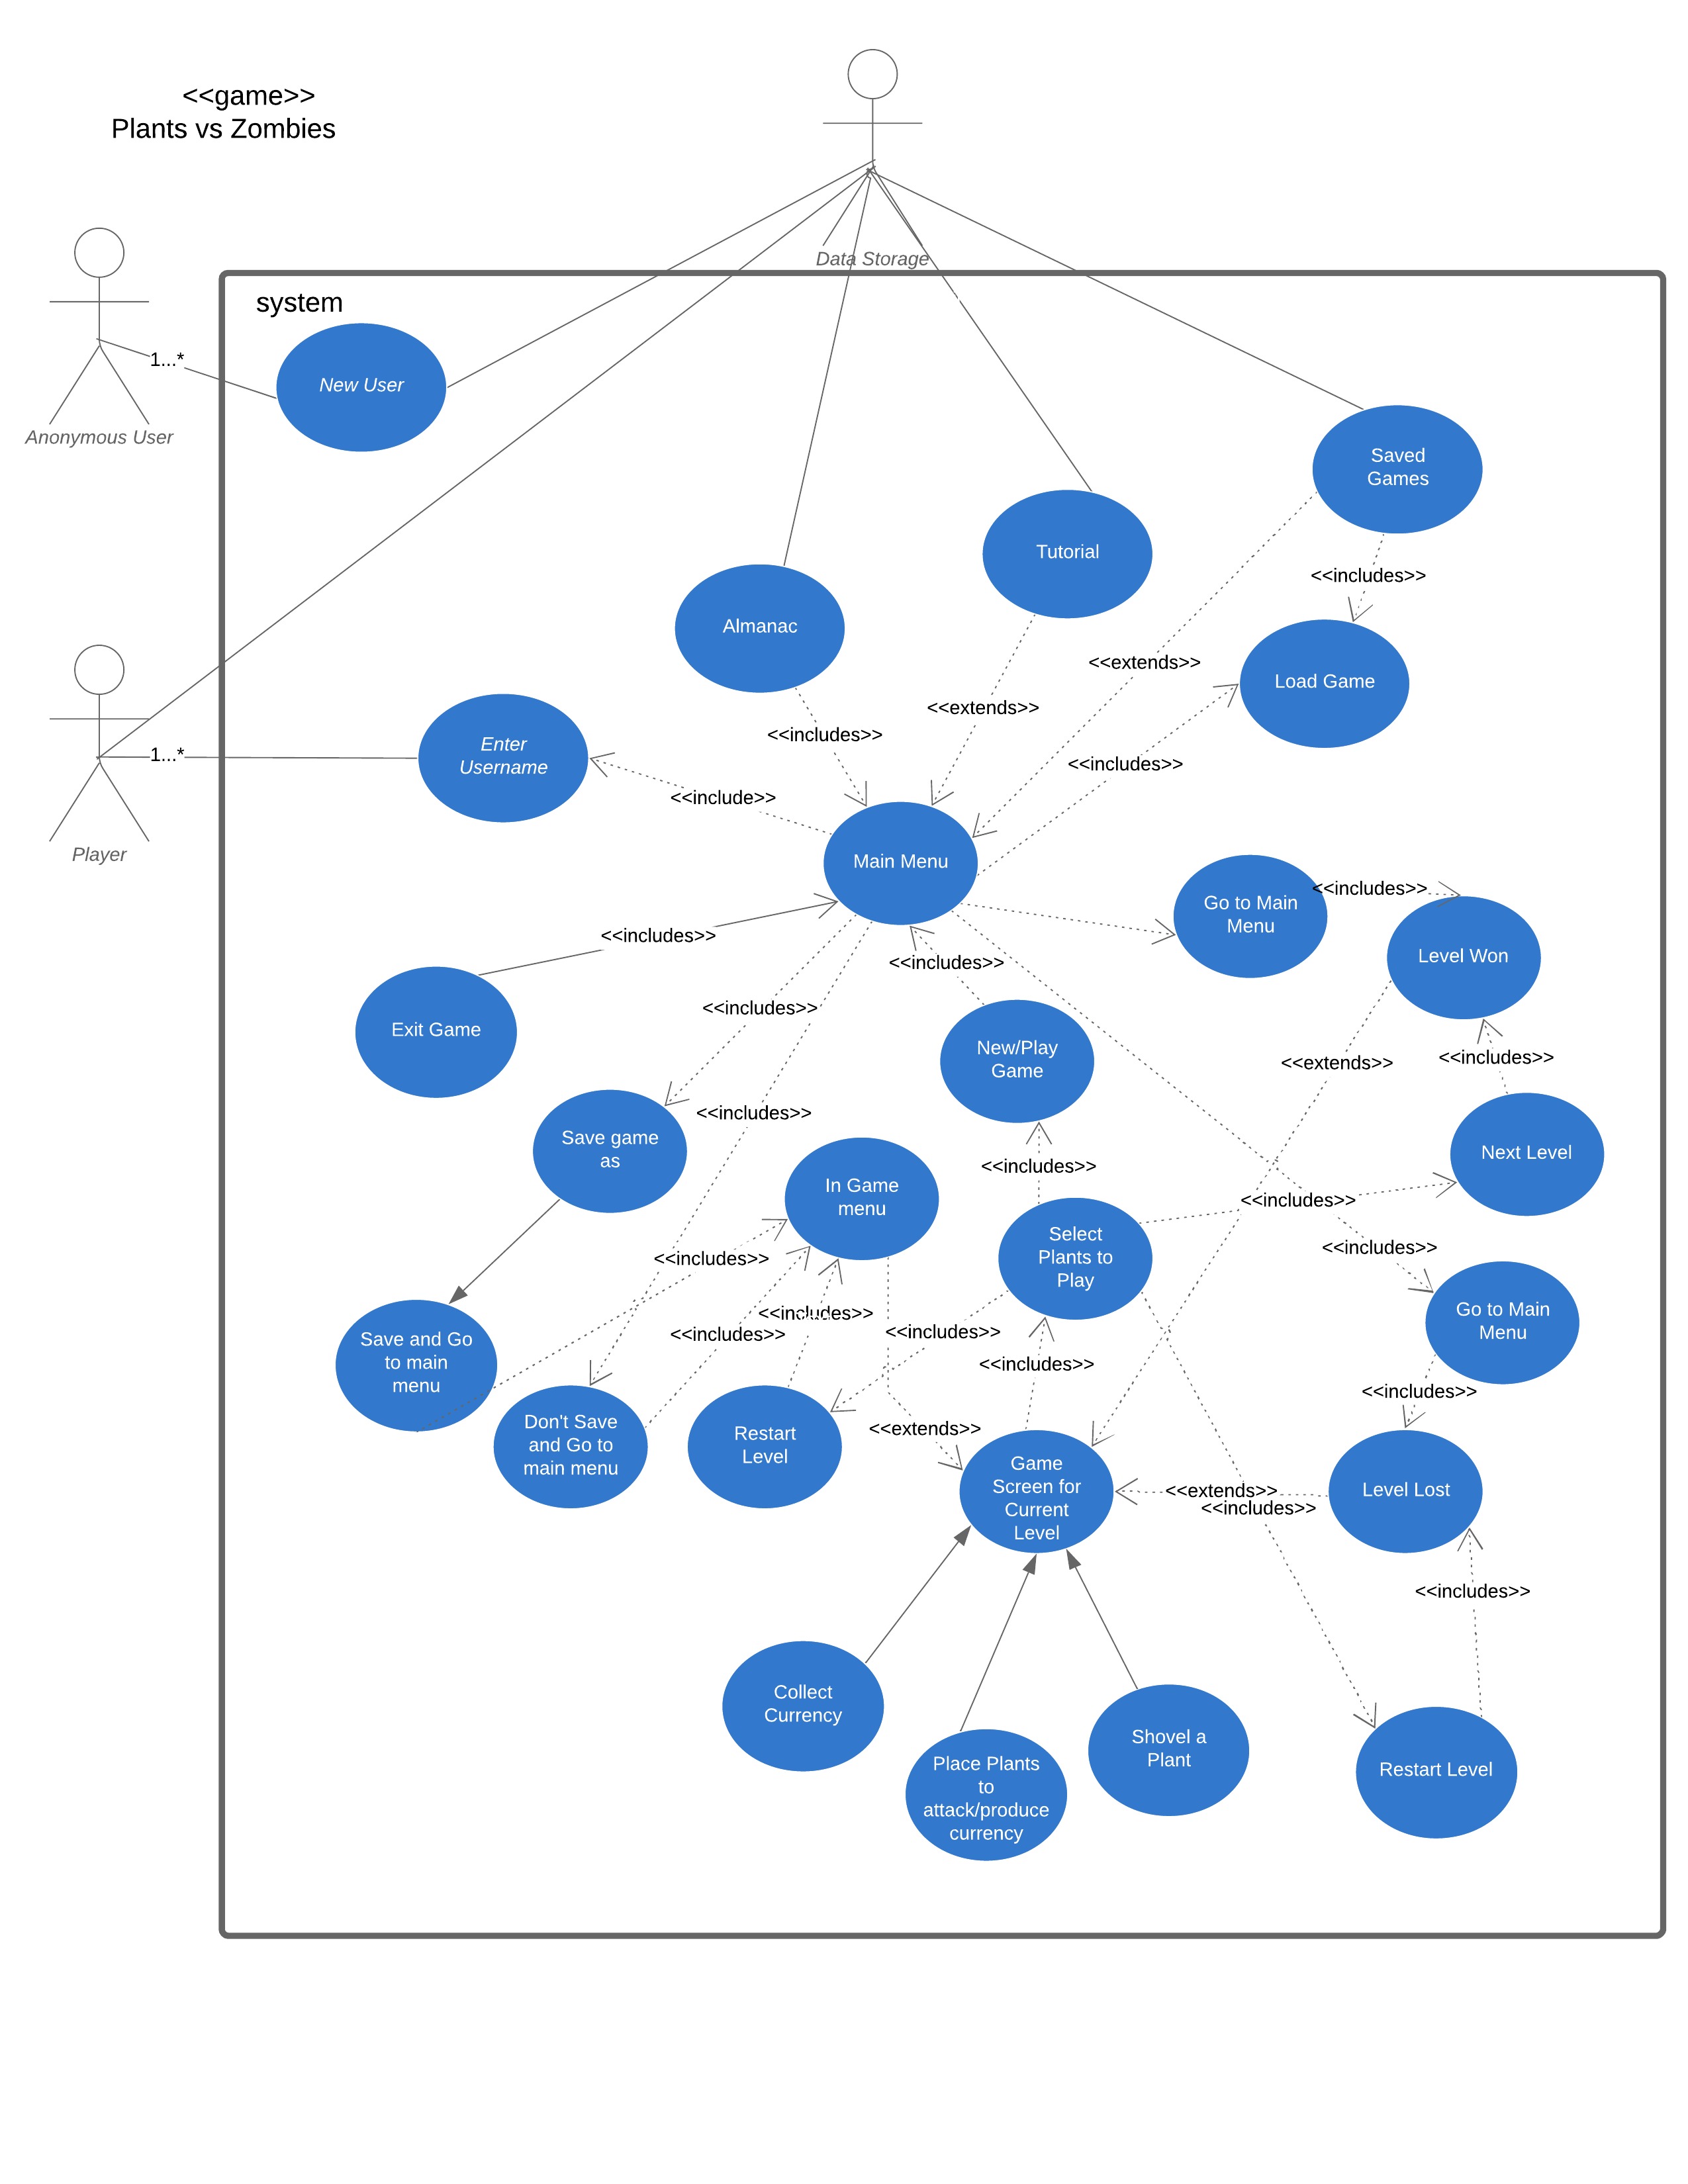 <<game>>
Plants vs Zombies
Data Storage
system
1...*
New User
Anonymous User
Saved
Games
Tutorial
<<includes>>
Almanac
<<extends>>
Load Game
<<extends>>
<<includes>>
Enter
Username
1...*
<<includes>>
<<include>>
Player
Main Menu
<<includes>>
Go to Main
Menu
<<includes>>
Level Won
<<includes>>
Exit Game
<<includes>>
New/Play
Game
<<extends>>
<<includes>>
<<includes>>
Save game
as
Next Level
<<includes>>
In Game
menu
<<includes>>
Select
Plants to
Play
<<includes>>
<<includes>>
Go to Main
Menu
<<includes>>
<<includes>>
<<includes>>
Save and Go
to main
menu
<<includes>>
<<includes>>
Don't Save
and Go to
main menu
Restart
Level
<<extends>>
Game
Screen for
Current
Level
<<extends>>
<<includes>>
Level Lost
<<includes>>
Collect
Currency
Shovel a
Plant
Place Plants
to
attack/produce
currency
Restart Level